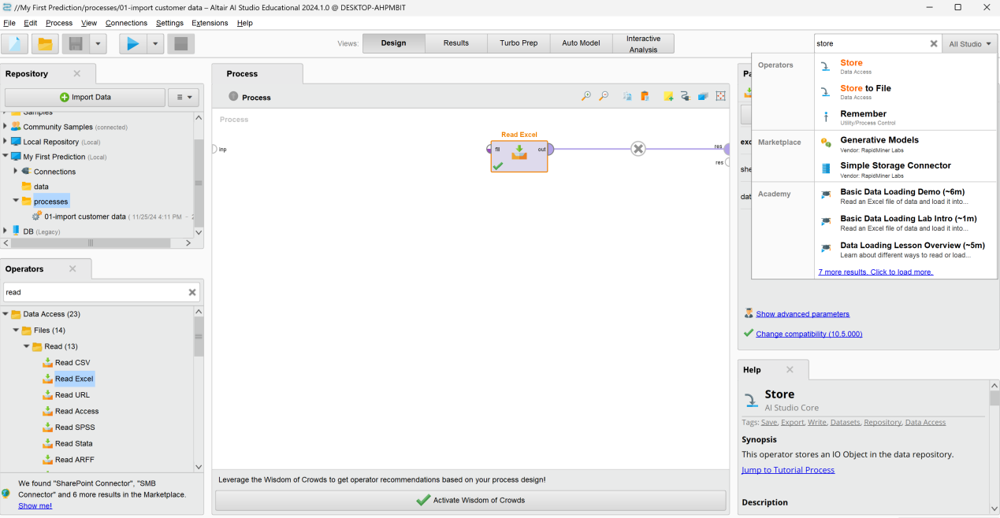 //My First Prediction/processes/01-import customer data – Altair AI Studio Educational 2024.1.0 @ DESKTOP-AHPMBIT
File Edit Process View Connections Settings Extensions Help
Views: Design Results Turbo Prep Auto Model Interactive Analysis
store All Studio
Repository
Import Data
Samples
Community Samples (connected)
Local Repository (Local)
My First Prediction (Local)
Connections
data
processes
01-import customer data ( 11/25/24 4:11 PM –
DB (Legacy)
Operators
read
Data Access (23)
Files (14)
Read (13)
Read CSV
Read Excel
Read URL
Read Access
Read SPSS
Read Stata
Read ARFF
We found "SharePoint Connector", "SMB
Connector" and 6 more results in the Marketplace.
Show me!
Process
Process
Process
inp
Read Excel
fil out
res
res
Leverage the Wisdom of Crowds to get operator recommendations based on your process design!
Activate Wisdom of Crowds
Pa
exc
she
dat
Operators
Store
Data Access
Store to File
Data Access
Remember
Utility/Process Control
Marketplace
Generative Models
Vendor: RapidMiner Labs
Simple Storage Connector
Vendor: RapidMiner Labs
Academy
Basic Data Loading Demo (~6m)
Read an Excel file of data and load it into...
Basic Data Loading Lab Intro (~1m)
Read an Excel file of data and load it into...
Data Loading Lesson Overview (~5m)
Learn about different ways to read or load...
7 more results. Click to load more.
Show advanced parameters
Change compatibility (10.5.000)
Help
Store
AI Studio Core
Tags: Save, Export, Write, Datasets, Repository, Data Access
Synopsis
This operator stores an IO Object in the data repository.
Jump to Tutorial Process
Description